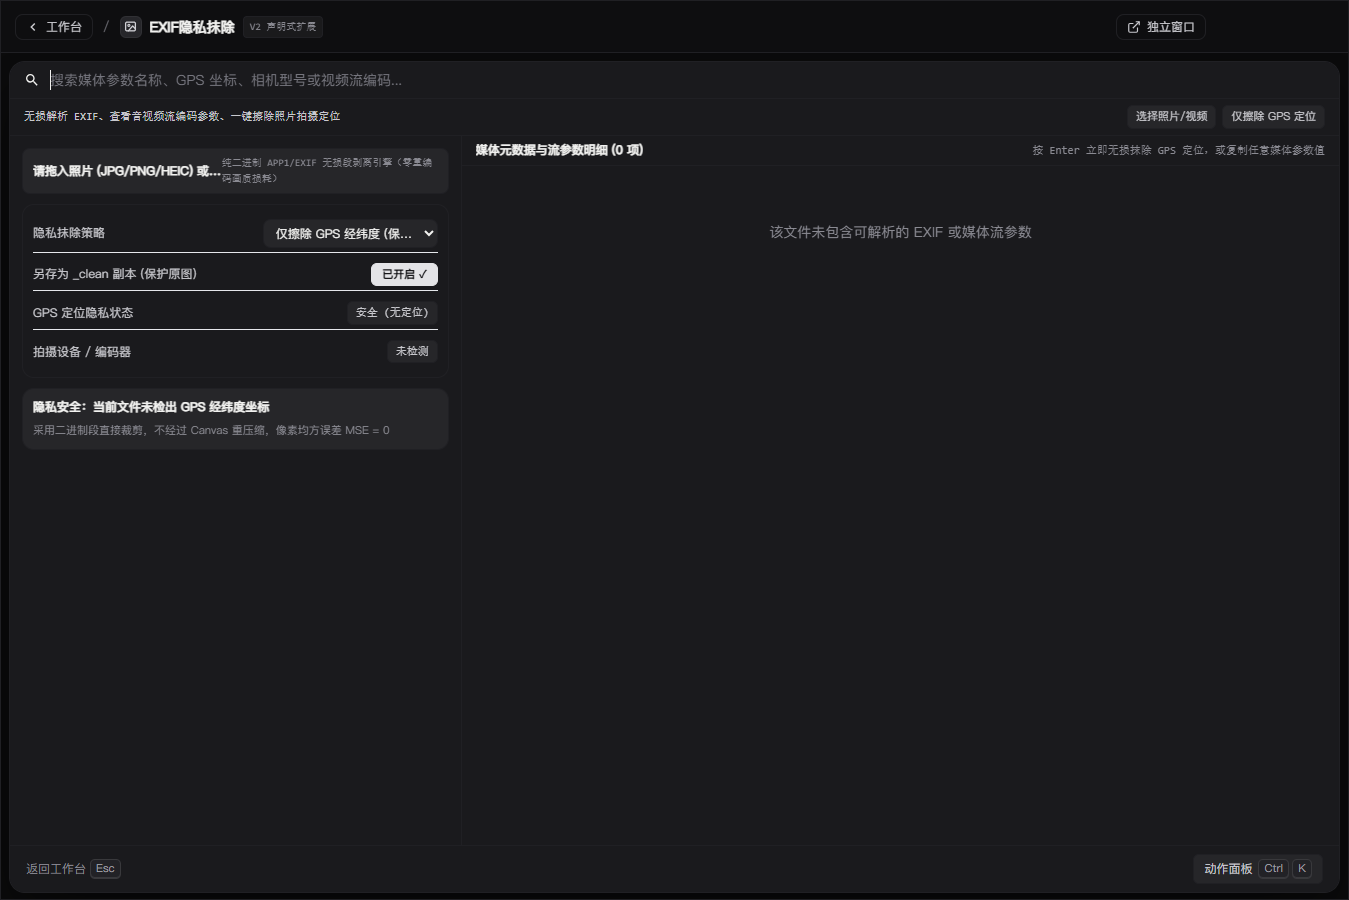 工作台 / EXIF隐私抹除 V2 声明式扩展 独立窗口
搜索媒体参数名称、GPS 坐标、相机型号或视频流编码...
无损解析 EXIF、查看音视频流编码参数、一键擦除照片拍摄定位 选择照片/视频 仅擦除 GPS 定位
请拖入照片 (JPG/PNG/HEIC) 或... 纯二进制 APP1/EXIF 无损段剥离引擎（零重编
码画质损耗）
隐私抹除策略 仅擦除 GPS 经纬度 (保...
另存为 _clean 副本 (保护原图) 已开启 ✓
GPS 定位隐私状态 安全 (无定位)
拍摄设备 / 编码器 未检测
隐私安全：当前文件未检出 GPS 经纬度坐标
采用二进制段直接裁剪，不经过 Canvas 重压缩，像素均方误差 MSE = 0
媒体元数据与流参数明细 (0 项) 按 Enter 立即无损抹除 GPS 定位，或复制任意媒体参数值
该文件未包含可解析的 EXIF 或媒体流参数
返回工作台 Esc 动作面板 Ctrl K